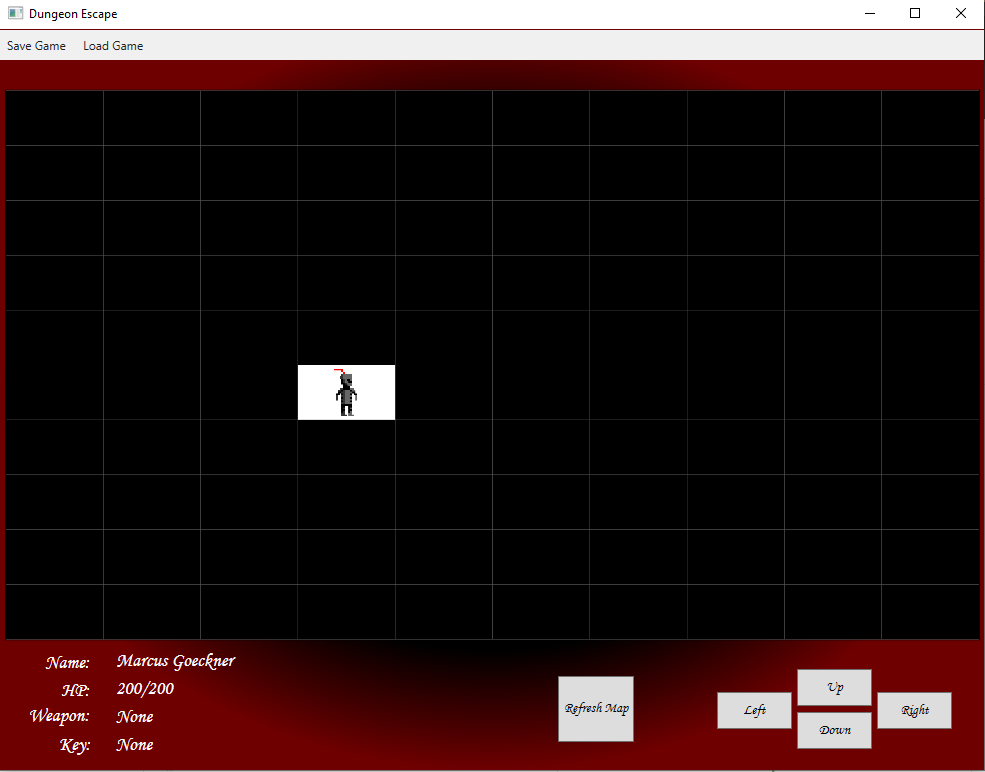 Dungeon Escape
Save Game Load Game
Name: Marcus Goeckner
HP: 200/200
Weapon: None
Key: None
Refresh Map
Left
Up
Down
Right